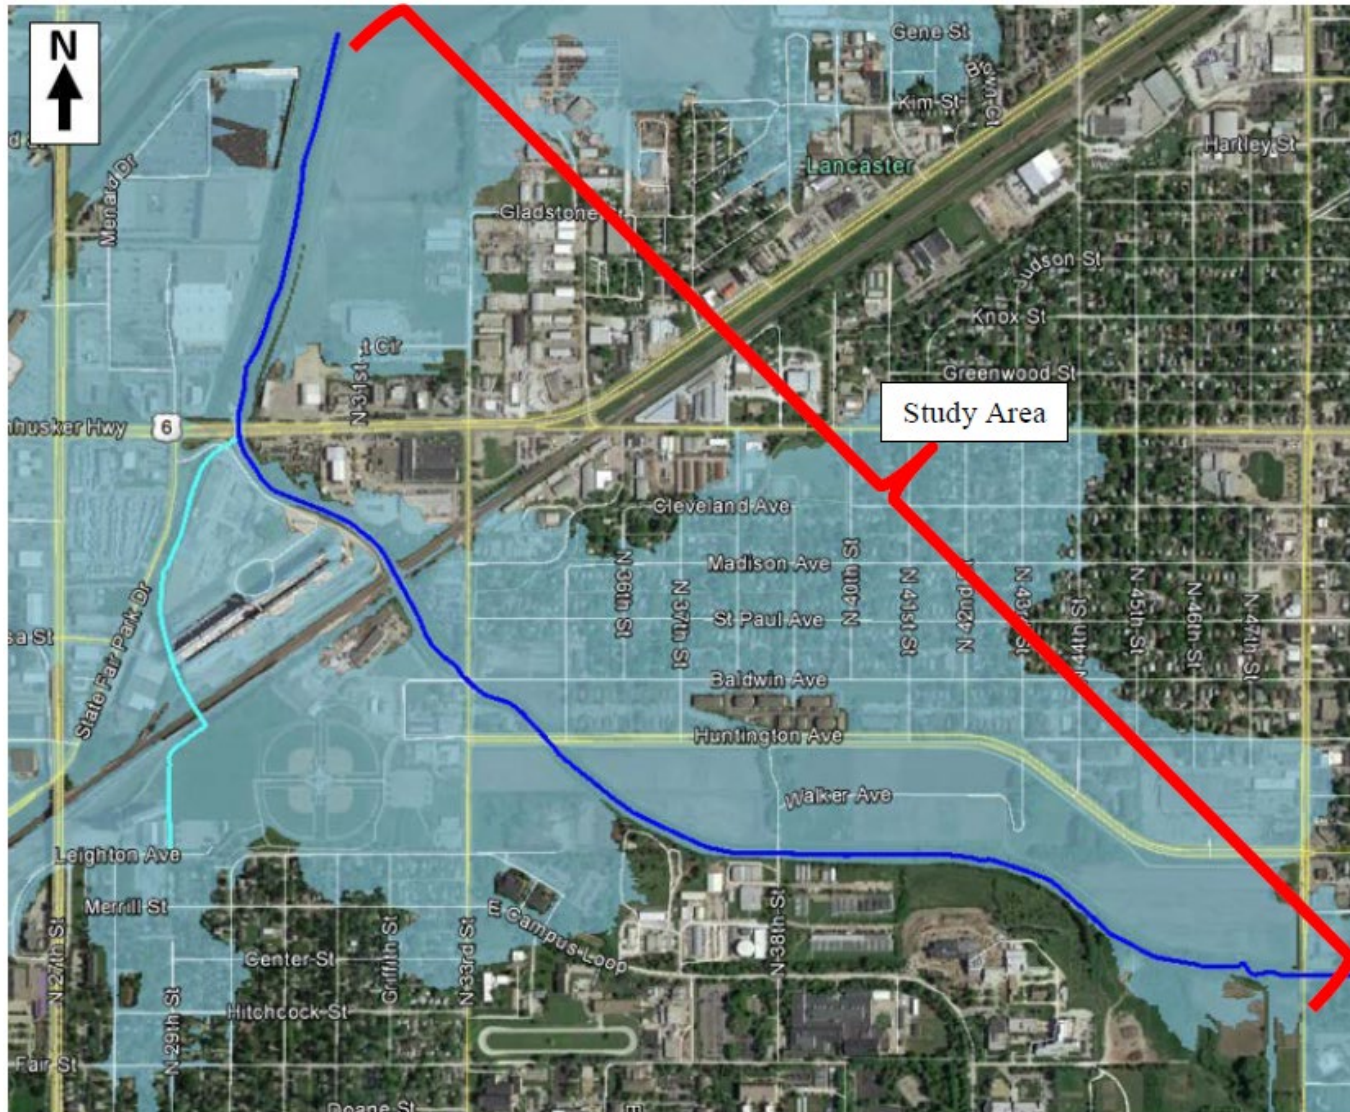 N
Gene St
Brown Ct
Kim St
Hartley St
Lancaster
Menard Dr
Gladstone
Judson St
Knox St
t Cir
N 31st
Greenwood St
Study Area
nhusker Hwy
6
Cleveland Ave
Madison Ave
N 36th St
N 37th St
N 40th St
N 41st St
N 43rd St
N 44th St
N 45th St
N 46th St
N 47th St
St Paul Ave
sa St
State Fair Park Dr
Baldwin Ave
Huntington Ave
Walker Ave
Leighton Ave
Merrill St
E Campus Loop
N 27th St
Center St
Griffith St
N 33rd St
N 38th St
N 29th St
Hitchcock St
Fair St
Doane St